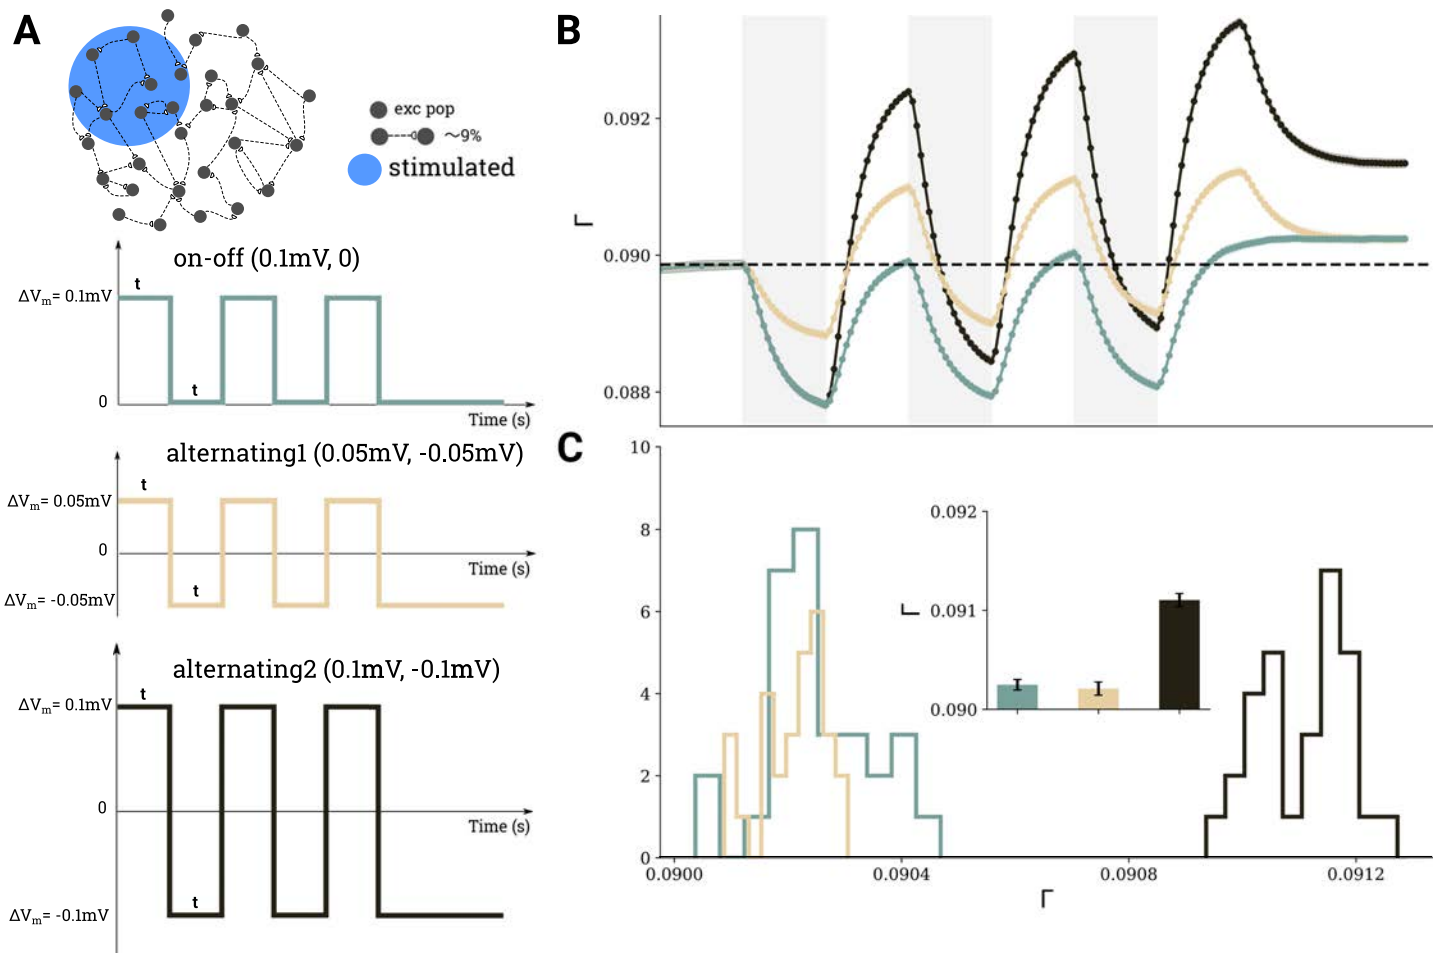 A
exc pop
~9%
stimulated
on-off (0.1mV, 0)
t
ΔVm= 0.1mV
t
0
Time (s)
alternating1 (0.05mV, -0.05mV)
t
ΔVm= 0.05mV
0
Time (s)
t
ΔVm= -0.05mV
alternating2 (0.1mV, -0.1mV)
t
ΔVm= 0.1mV
0
Time (s)
t
ΔVm= -0.1mV
B
0.092
Γ
0.090
0.088
C
10
8
6
4
2
0
0.0900
0.0904
0.0908
0.0912
Γ
0.092
Γ
0.091
0.090